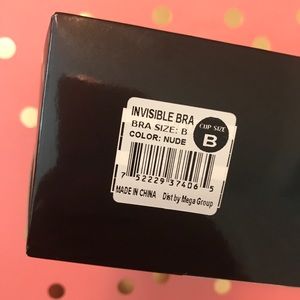 INVISIBLE BRA
BRA SIZE: B
COLOR: NUDE
CUP SIZE
B
7 52229 37406 5
MADE IN CHINA Dist by Mega Group